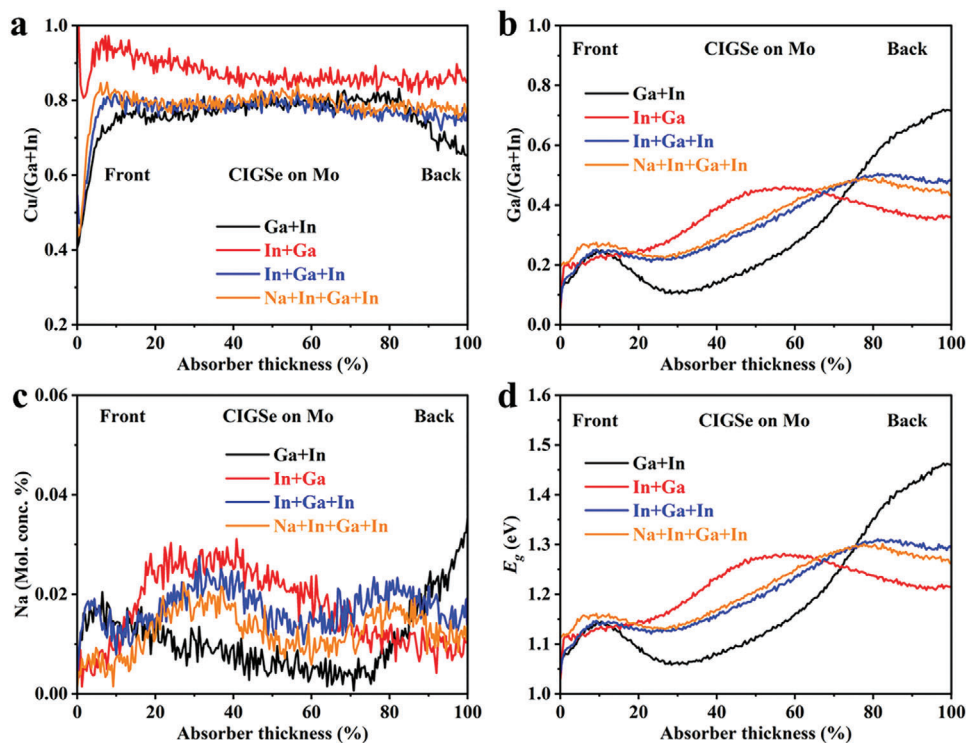 a
1.0
0.8
0.6
0.4
0.2
Cu/(Ga+In)
Front
CIGSe on Mo
Back
Ga+In
In+Ga
In+Ga+In
Na+In+Ga+In
0
20
40
60
80
100
Absorber thickness (%)
b
1.0
0.8
0.6
0.4
0.2
0.0
Ga/(Ga+In)
Front
CIGSe on Mo
Back
Ga+In
In+Ga
In+Ga+In
Na+In+Ga+In
0
20
40
60
80
100
Absorber thickness (%)
c
0.06
0.04
0.02
0.00
Na (Mol. conc. %)
Front
CIGSe on Mo
Back
Ga+In
In+Ga
In+Ga+In
Na+In+Ga+In
0
20
40
60
80
100
Absorber thickness (%)
d
1.6
1.5
1.4
1.3
1.2
1.1
1.0
Eg (eV)
Front
CIGSe on Mo
Back
Ga+In
In+Ga
In+Ga+In
Na+In+Ga+In
0
20
40
60
80
100
Absorber thickness (%)